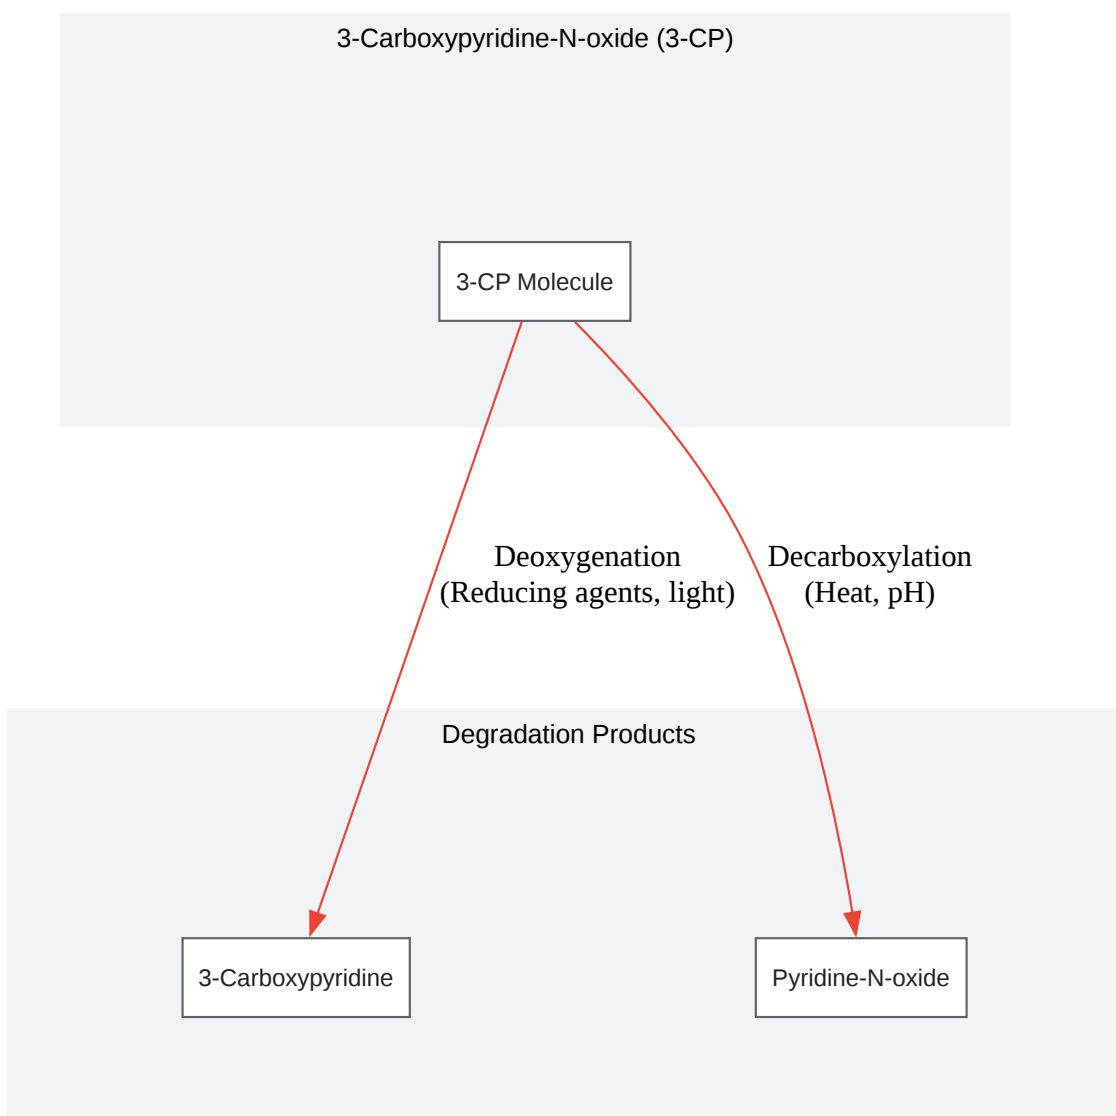 3-Carboxypyridine-N-oxide (3-CP)
3-CP Molecule
Deoxygenation
(Reducing agents, light)
Decarboxylation
(Heat, pH)
Degradation Products
3-Carboxypyridine
Pyridine-N-oxide